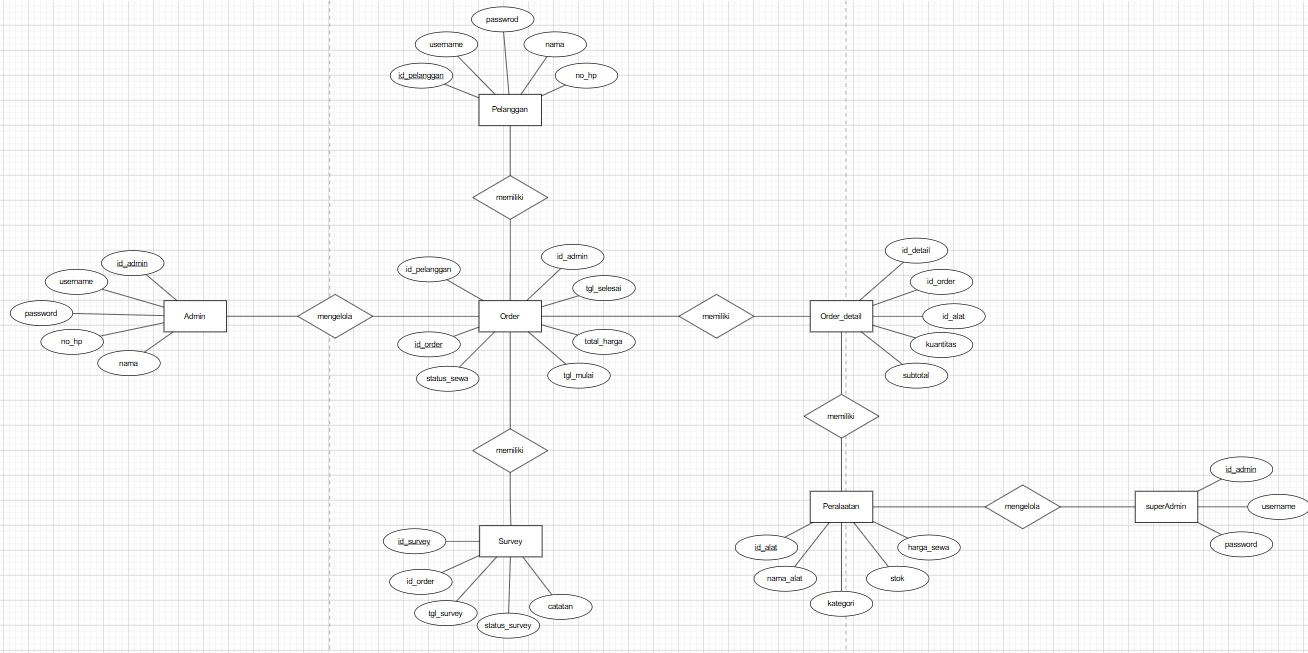 passwrod
username
nama
id_pelanggan
no_hp
Pelanggan
memiliki
id_admin
username
password
no_hp
nama
Admin
mengelola
id_pelanggan
id_admin
tgl_selesai
Order
id_order
total_harga
status_sewa
tgl_mulai
memiliki
id_detail
id_order
id_alat
kuantitas
subtotal
Order_detail
memiliki
memiliki
Survey
id_survey
id_order
tgl_survey
status_survey
catatan
Peralaatan
id_alat
nama_alat
kategori
stok
harga_sewa
mengelola
superAdmin
id_admin
username
password